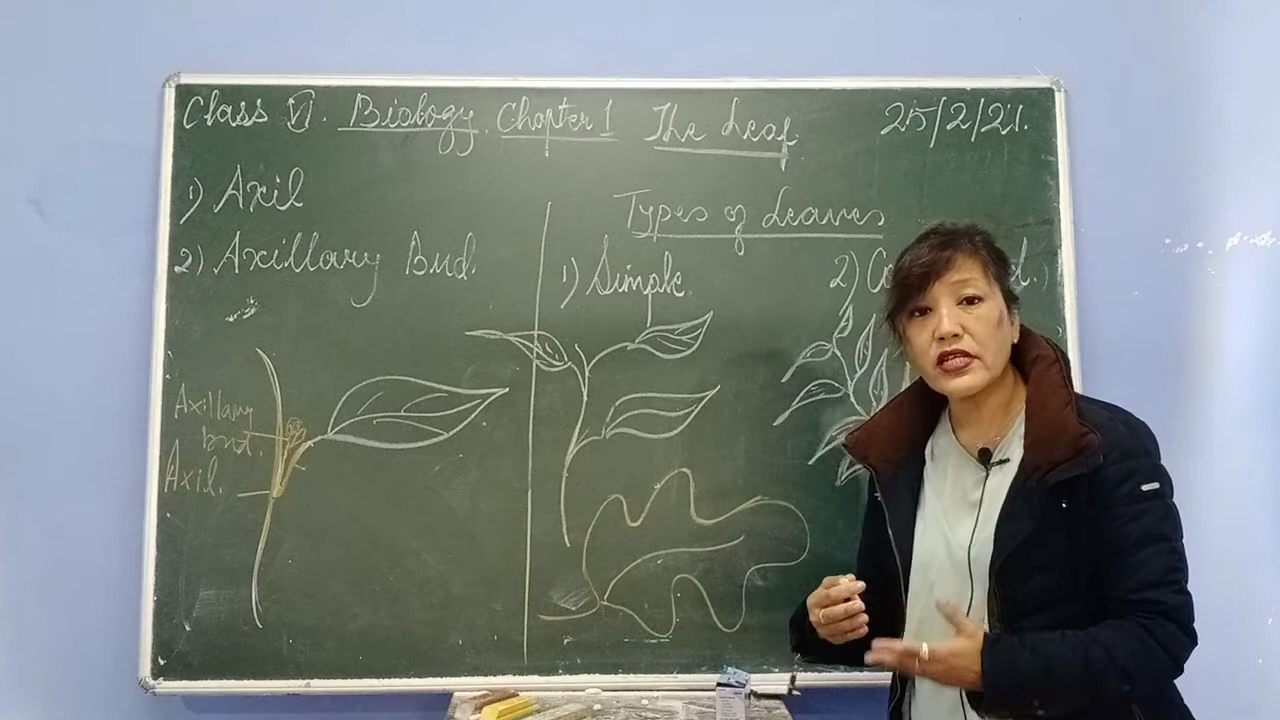 Class VI. Biology. Chapter 1 The Leaf 25/2/21.
1) Axil
2) Axillary Bud.
Types of Leaves
1) Simple
2)
Axillary
bud.
Axil.